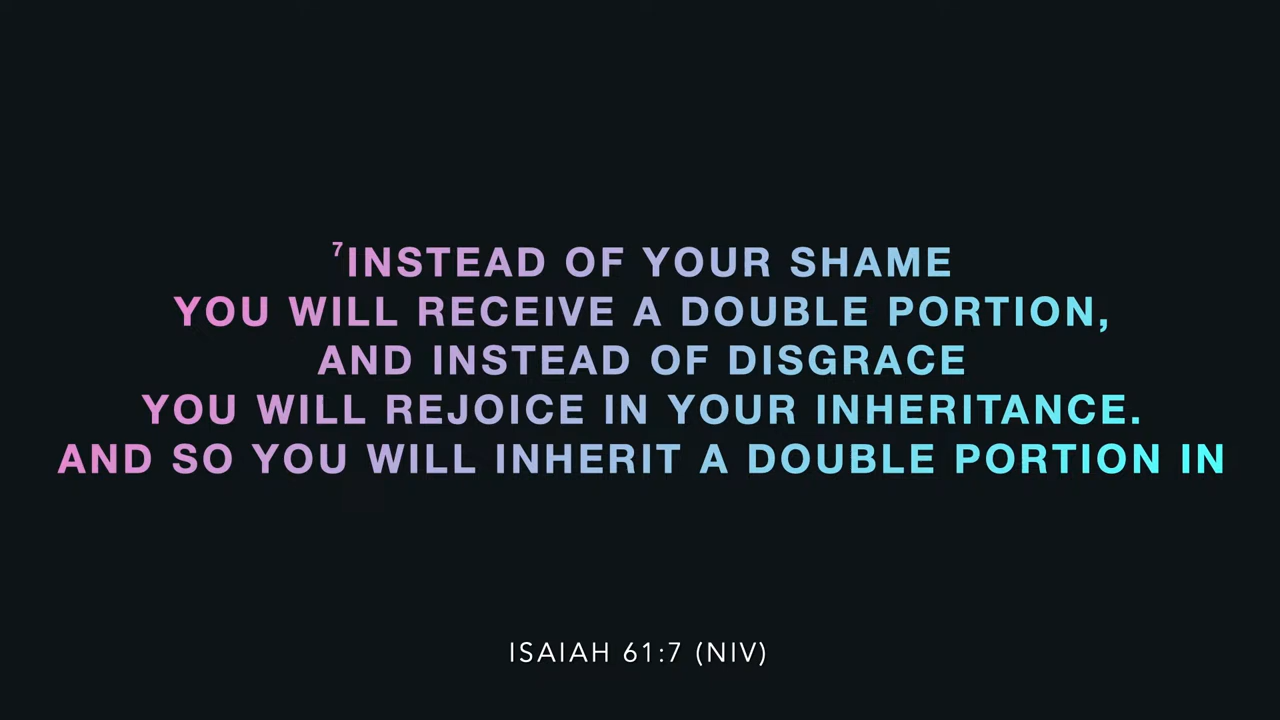 ⁷INSTEAD OF YOUR SHAME
YOU WILL RECEIVE A DOUBLE PORTION,
AND INSTEAD OF DISGRACE
YOU WILL REJOICE IN YOUR INHERITANCE.
AND SO YOU WILL INHERIT A DOUBLE PORTION IN
ISAIAH 61:7 (NIV)